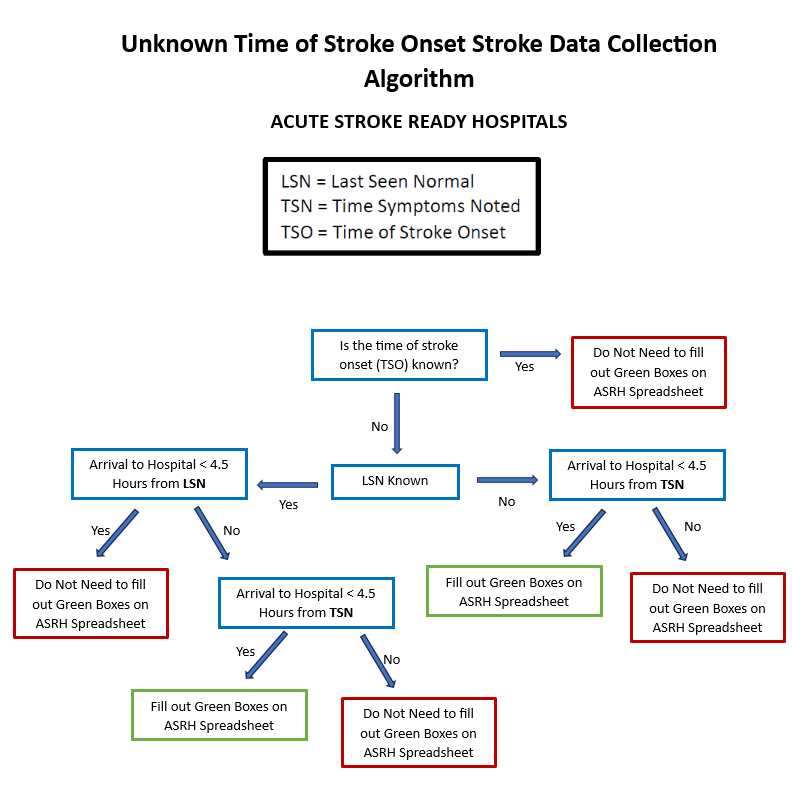 Unknown Time of Stroke Onset Stroke Data Collection
Algorithm
ACUTE STROKE READY HOSPITALS
LSN = Last Seen Normal
TSN = Time Symptoms Noted
TSO = Time of Stroke Onset
Is the time of stroke
onset (TSO) known?
Yes
Do Not Need to fill
out Green Boxes on
ASRH Spreadsheet
No
Arrival to Hospital < 4.5
Hours from LSN
Yes
LSN Known
No
Arrival to Hospital < 4.5
Hours from TSN
Yes
No
Yes
No
Do Not Need to fill
out Green Boxes on
ASRH Spreadsheet
Arrival to Hospital < 4.5
Hours from TSN
Fill out Green Boxes on
ASRH Spreadsheet
Do Not Need to fill
out Green Boxes on
ASRH Spreadsheet
Yes
No
Fill out Green Boxes on
ASRH Spreadsheet
Do Not Need to fill
out Green Boxes on
ASRH Spreadsheet